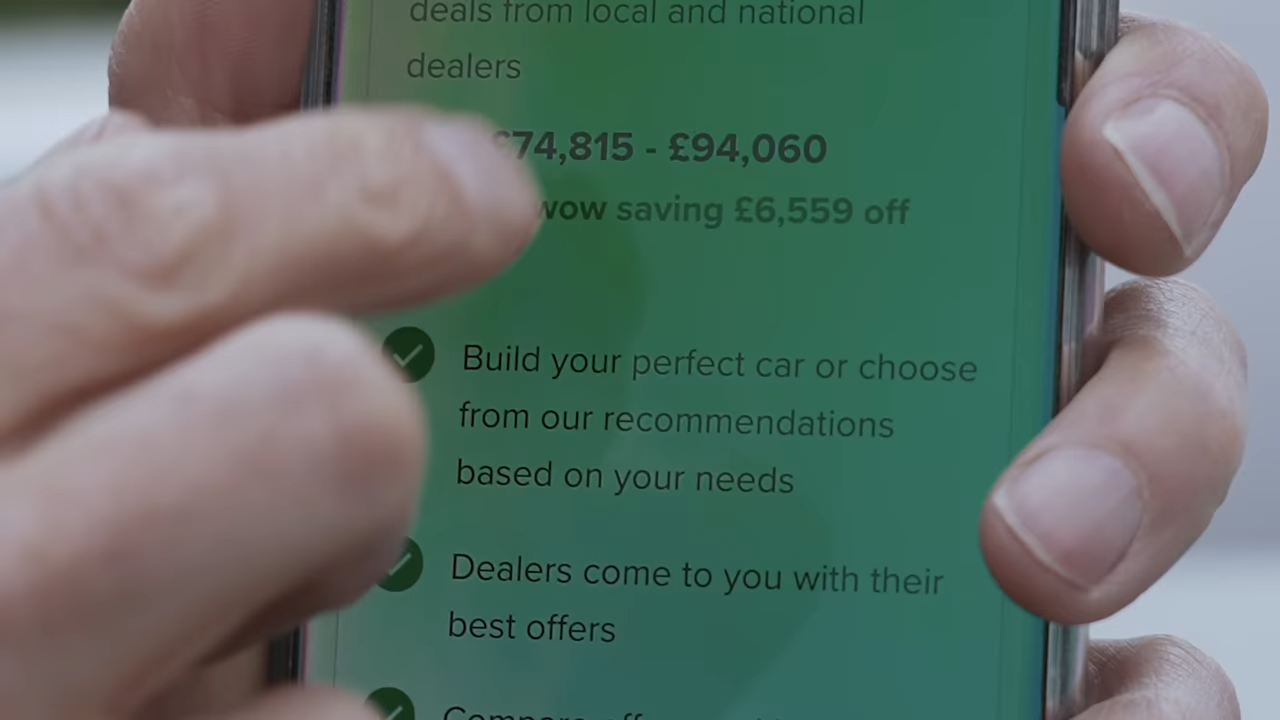 deals from local and national
dealers
£74,815 - £94,060
wow saving £6,559 off
Build your perfect car or choose
from our recommendations
based on your needs
Dealers come to you with their
best offers